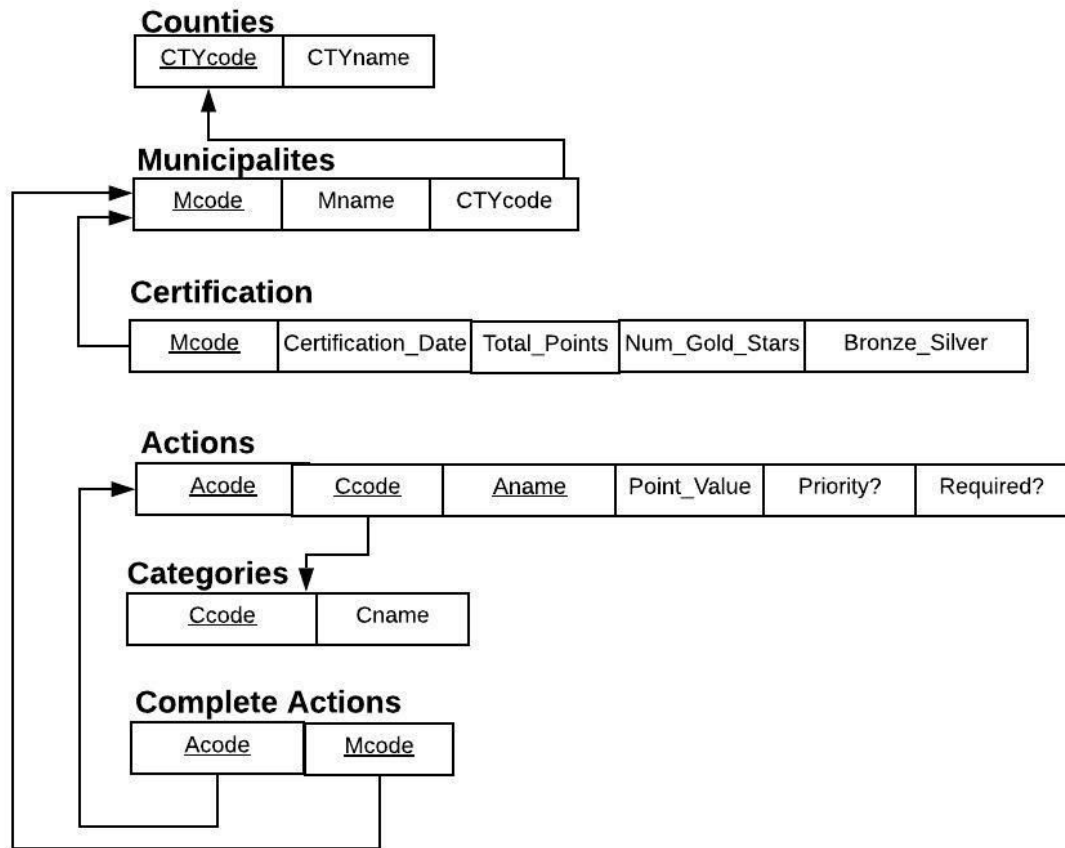 Counties
CTYcode CTYname
Municipalites
Mcode Mname CTYcode
Certification
Mcode Certification_Date Total_Points Num_Gold_Stars Bronze_Silver
Actions
Acode Ccode Aname Point_Value Priority? Required?
Categories
Ccode Cname
Complete Actions
Acode Mcode